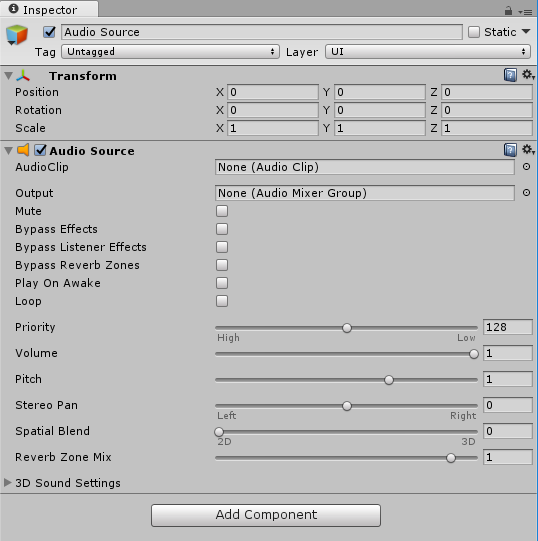 Inspector
Audio Source Static
Tag Untagged Layer UI
Transform
Position X 0 Y 0 Z 0
Rotation X 0 Y 0 Z 0
Scale X 1 Y 1 Z 1
Audio Source
AudioClip None (Audio Clip)
Output None (Audio Mixer Group)
Mute
Bypass Effects
Bypass Listener Effects
Bypass Reverb Zones
Play On Awake
Loop
Priority 128
High Low
Volume 1
Pitch 1
Stereo Pan 0
Left Right
Spatial Blend 0
2D 3D
Reverb Zone Mix 1
3D Sound Settings
Add Component